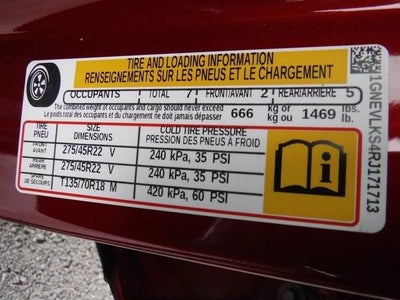 TIRE AND LOADING INFORMATION
RENSEIGNEMENTS SUR LES PNEUS ET LE CHARGEMENT
OCCUPANTS TOTAL 7 FRONT/AVANT 2 REAR/ARRIÈRE 5
The combined weight of occupants and cargo should never exceed
Le poids total des occupants et du chargement ne doit jamais dépasser 666 kg or kg ou 1469 lbs. lb.
TIRE PNEU SIZE DIMENSIONS COLD TIRE PRESSURE PRESSION DES PNEUS A FROID
FRONT AVANT 275/45R22 V 240 kPa, 35 PSI
REAR ARRIERE 275/45R22 V 240 kPa, 35 PSI
SPARE DE SECOURS T135/70R18 M 420 kPa, 60 PSI
1GNEVLKS4RJ171713